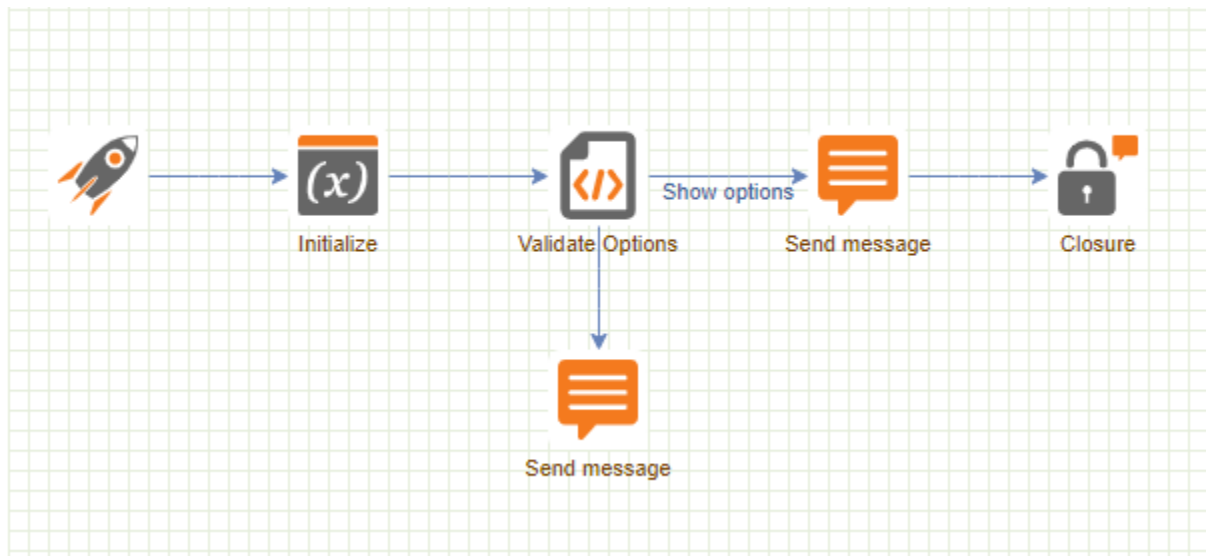 (x)
</>
Show options
Initialize
Validate Options
Send message
Closure
Send message